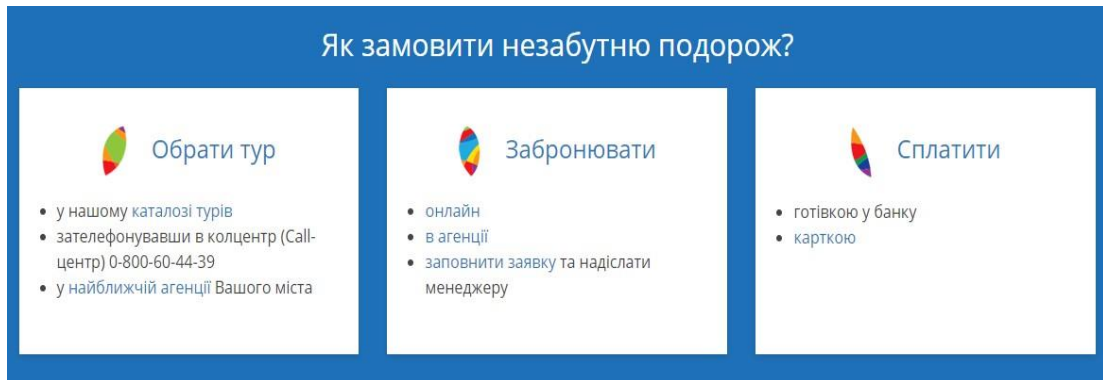 Як замовити незабутню подорож?
Обрати тур
• у нашому каталозі турів
• зателефонувавши в колцентр (Call-
центр) 0-800-60-44-39
• у найближчій агенції Вашого міста
Забронювати
• онлайн
• в агенції
• заповнити заявку та надіслати
менеджеру
Сплатити
• готівкою у банку
• карткою